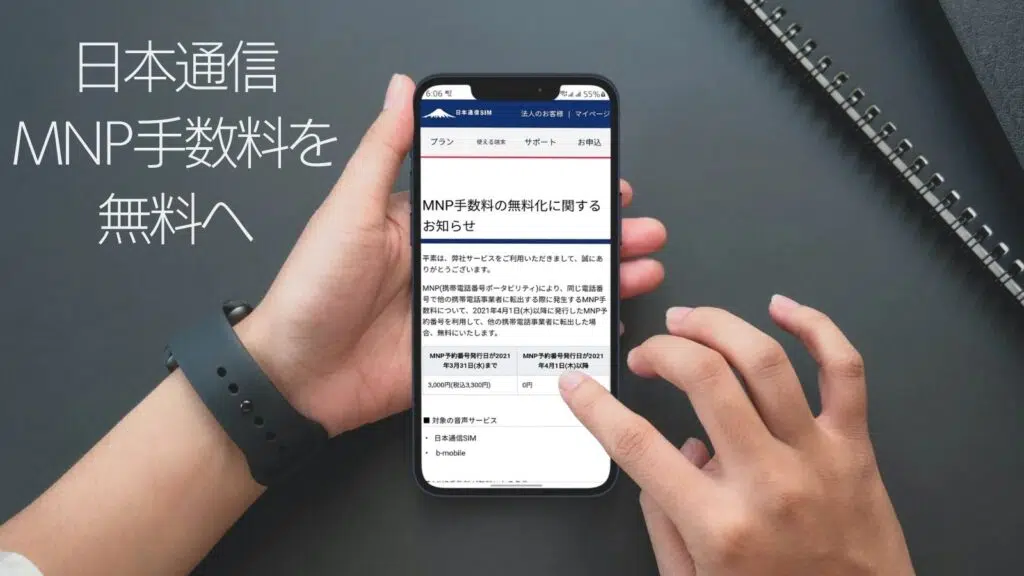 日本通信
MNP手数料を
無料へ
6:06
55%
日本通信SIM
法人のお客様 | マイページ
プラン
使える端末
サポート
お申込
MNP手数料の無料化に関する
お知らせ
平素は、弊社サービスをご利用いただきまして、誠にあ
りがとうございます。
MNP(携帯電話番号ポータビリティ)により、同じ電話番
号で他の携帯電話事業者に転出する際に発生するMNP手
数料について、2021年4月1日(木)以降に発行したMNP予
約番号を利用して、他の携帯電話事業者に転出した場
合、無料にいたします。
MNP予約番号発行日が2021
年3月31日(水)まで
MNP予約番号発行日が2021
年4月1日(木)以降
3,000円(税込3,300円)
0円
■ 対象の音声サービス
・ 日本通信SIM
・ b-mobile